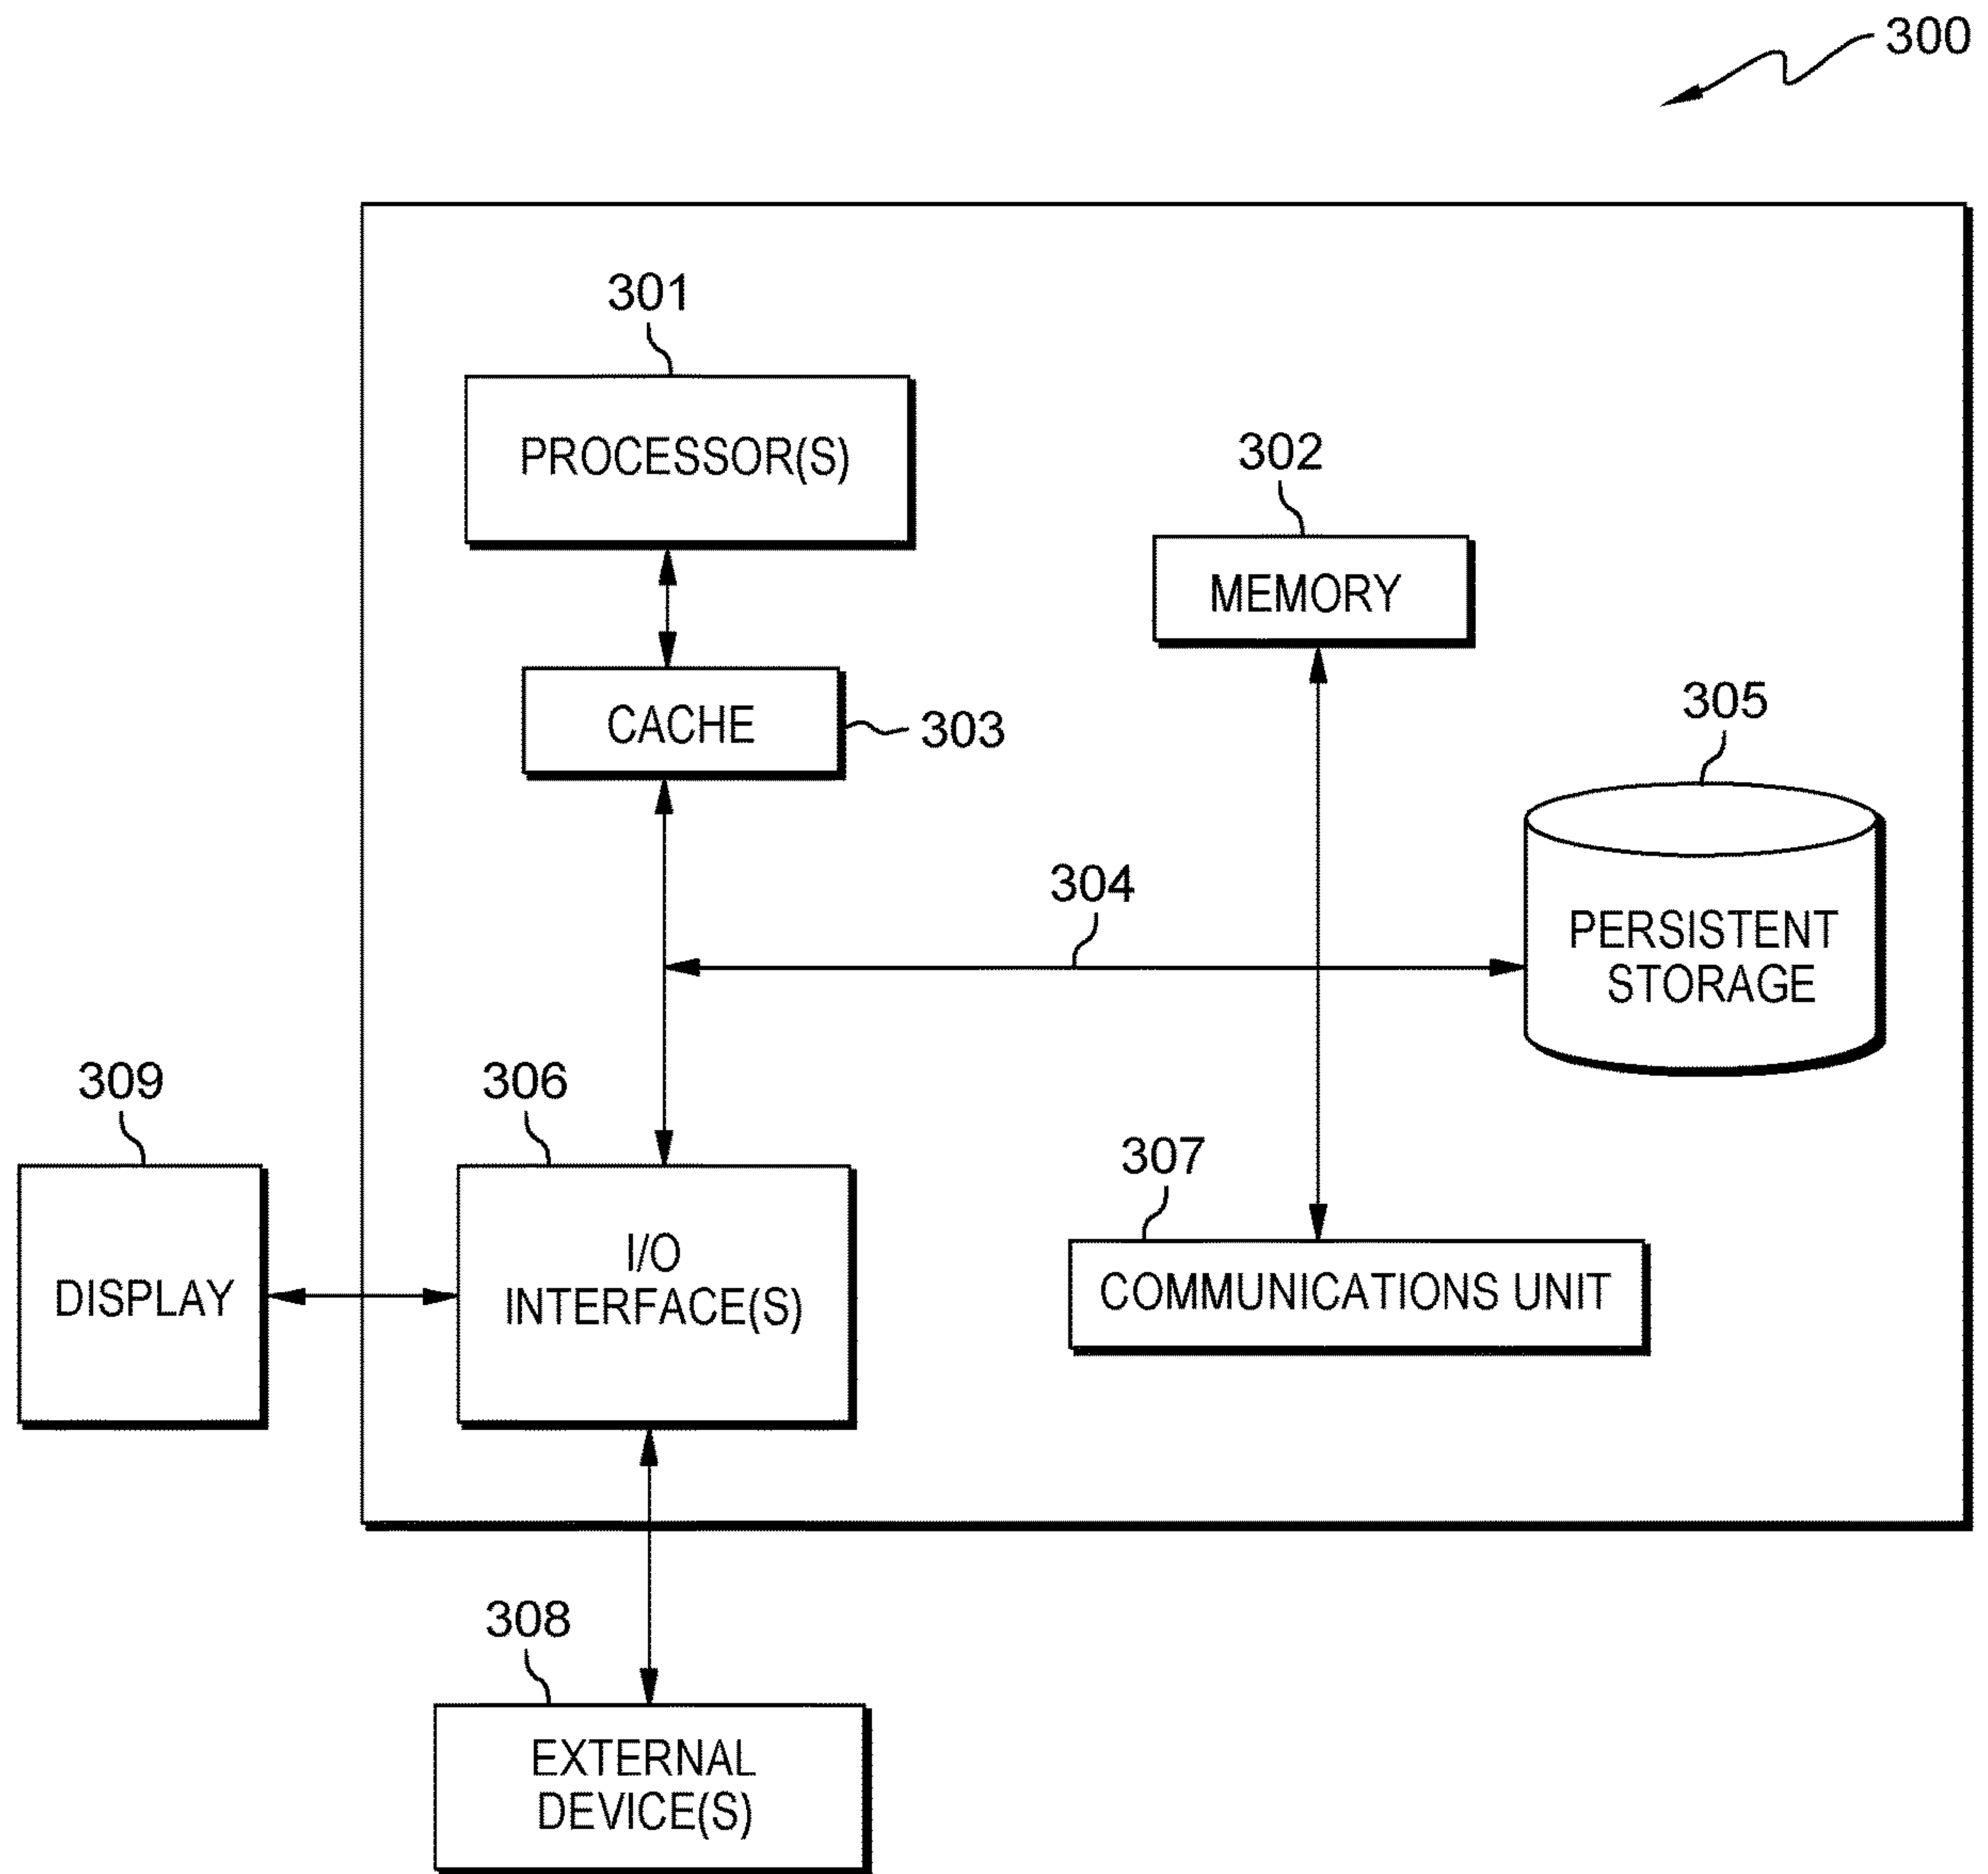 300
301
PROCESSOR(S)
302
MEMORY
CACHE
303
305
PERSISTENT
STORAGE
304
309
DISPLAY
306
I/O
INTERFACE(S)
307
COMMUNICATIONS UNIT
308
EXTERNAL
DEVICE(S)